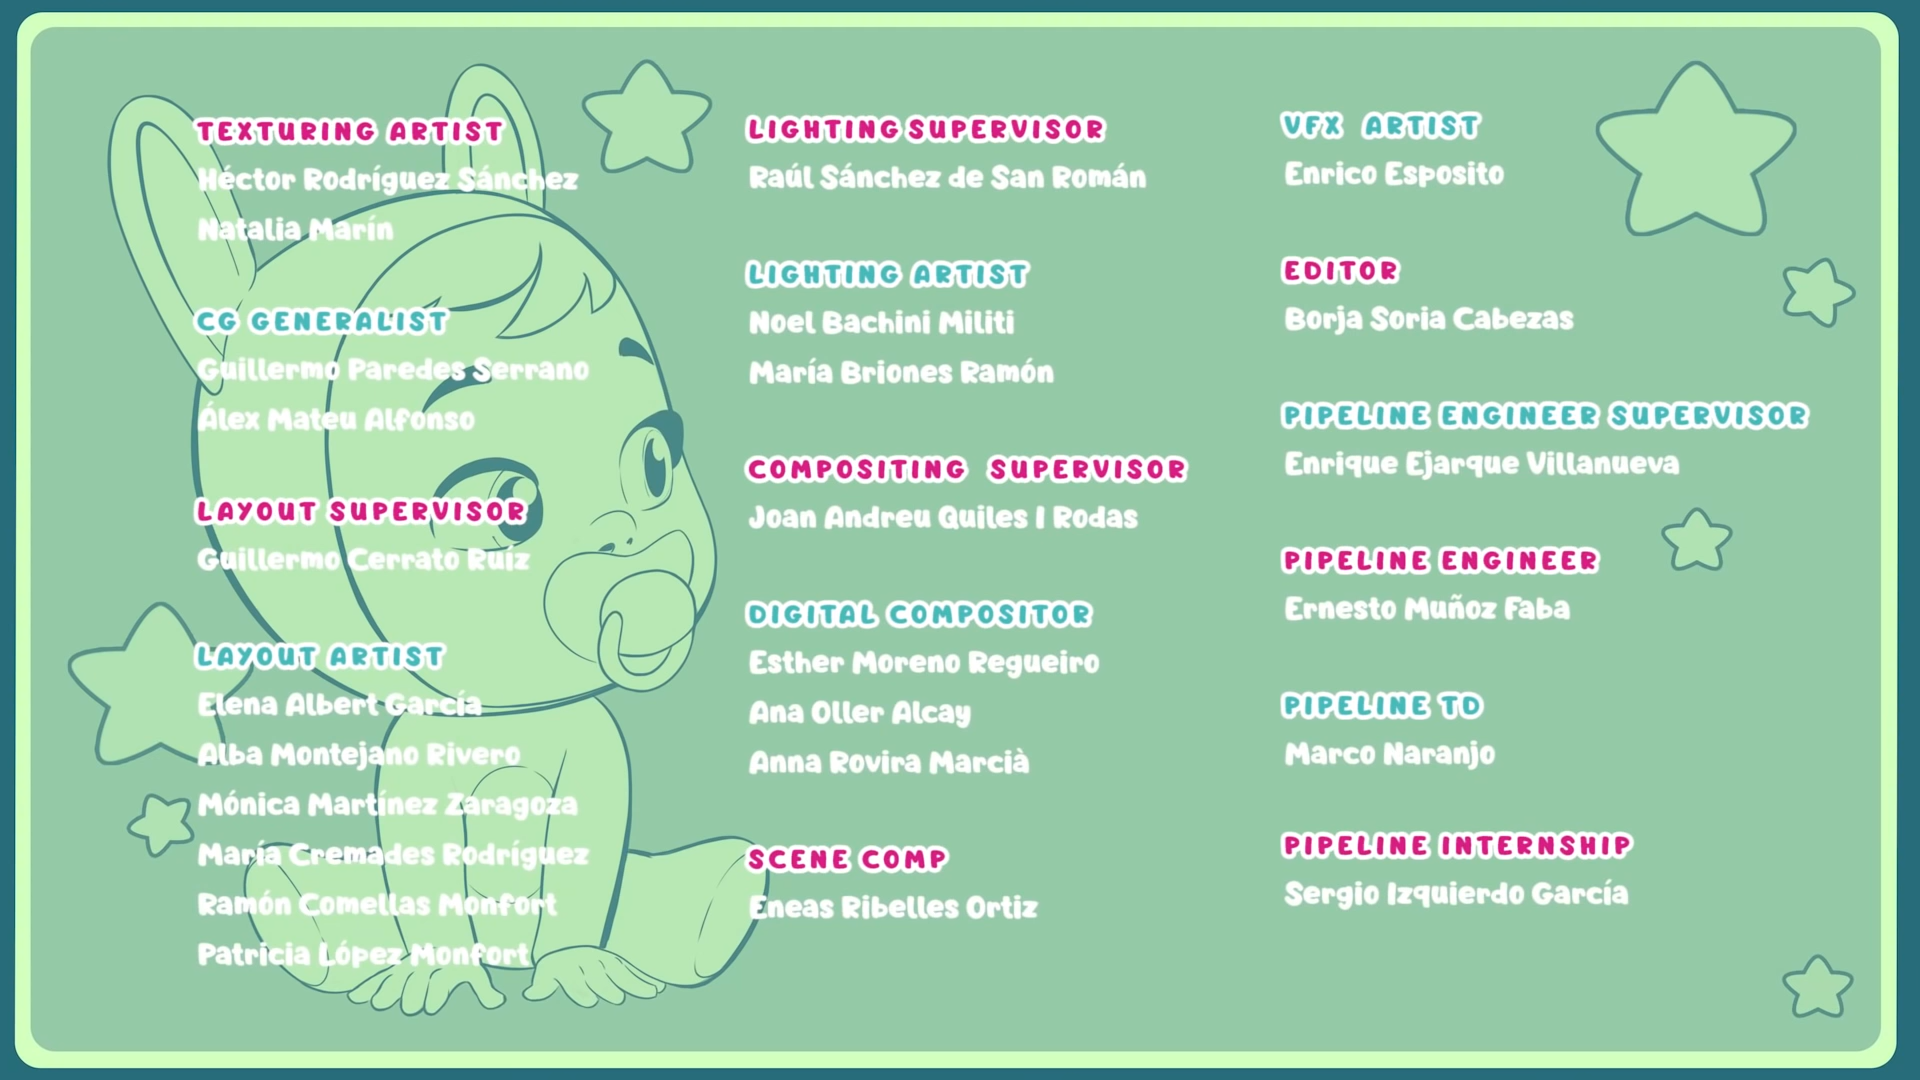 TEXTURING ARTIST
Héctor Rodríguez Sánchez
Natalia Marín
CG GENERALIST
Guillermo Paredes Serrano
Álex Mateu Alfonso
LAYOUT SUPERVISOR
Guillermo Cerrato Ruíz
LAYOUT ARTIST
Elena Albert García
Alba Montejano Rivero
Mónica Martínez Zaragoza
María Cremades Rodríguez
Ramón Comellas Monfort
Patricia López Monfort
LIGHTING SUPERVISOR
Raúl Sánchez de San Román
LIGHTING ARTIST
Noel Bachini Militi
María Briones Ramón
COMPOSITING SUPERVISOR
Joan Andreu Quiles I Rodas
DIGITAL COMPOSITOR
Esther Moreno Regueiro
Ana Oller Alcay
Anna Rovira Marcià
SCENE COMP
Eneas Ribelles Ortiz
VFX ARTIST
Enrico Esposito
EDITOR
Borja Soria Cabezas
PIPELINE ENGINEER SUPERVISOR
Enrique Ejarque Villanueva
PIPELINE ENGINEER
Ernesto Muñoz Faba
PIPELINE TD
Marco Naranjo
PIPELINE INTERNSHIP
Sergio Izquierdo García